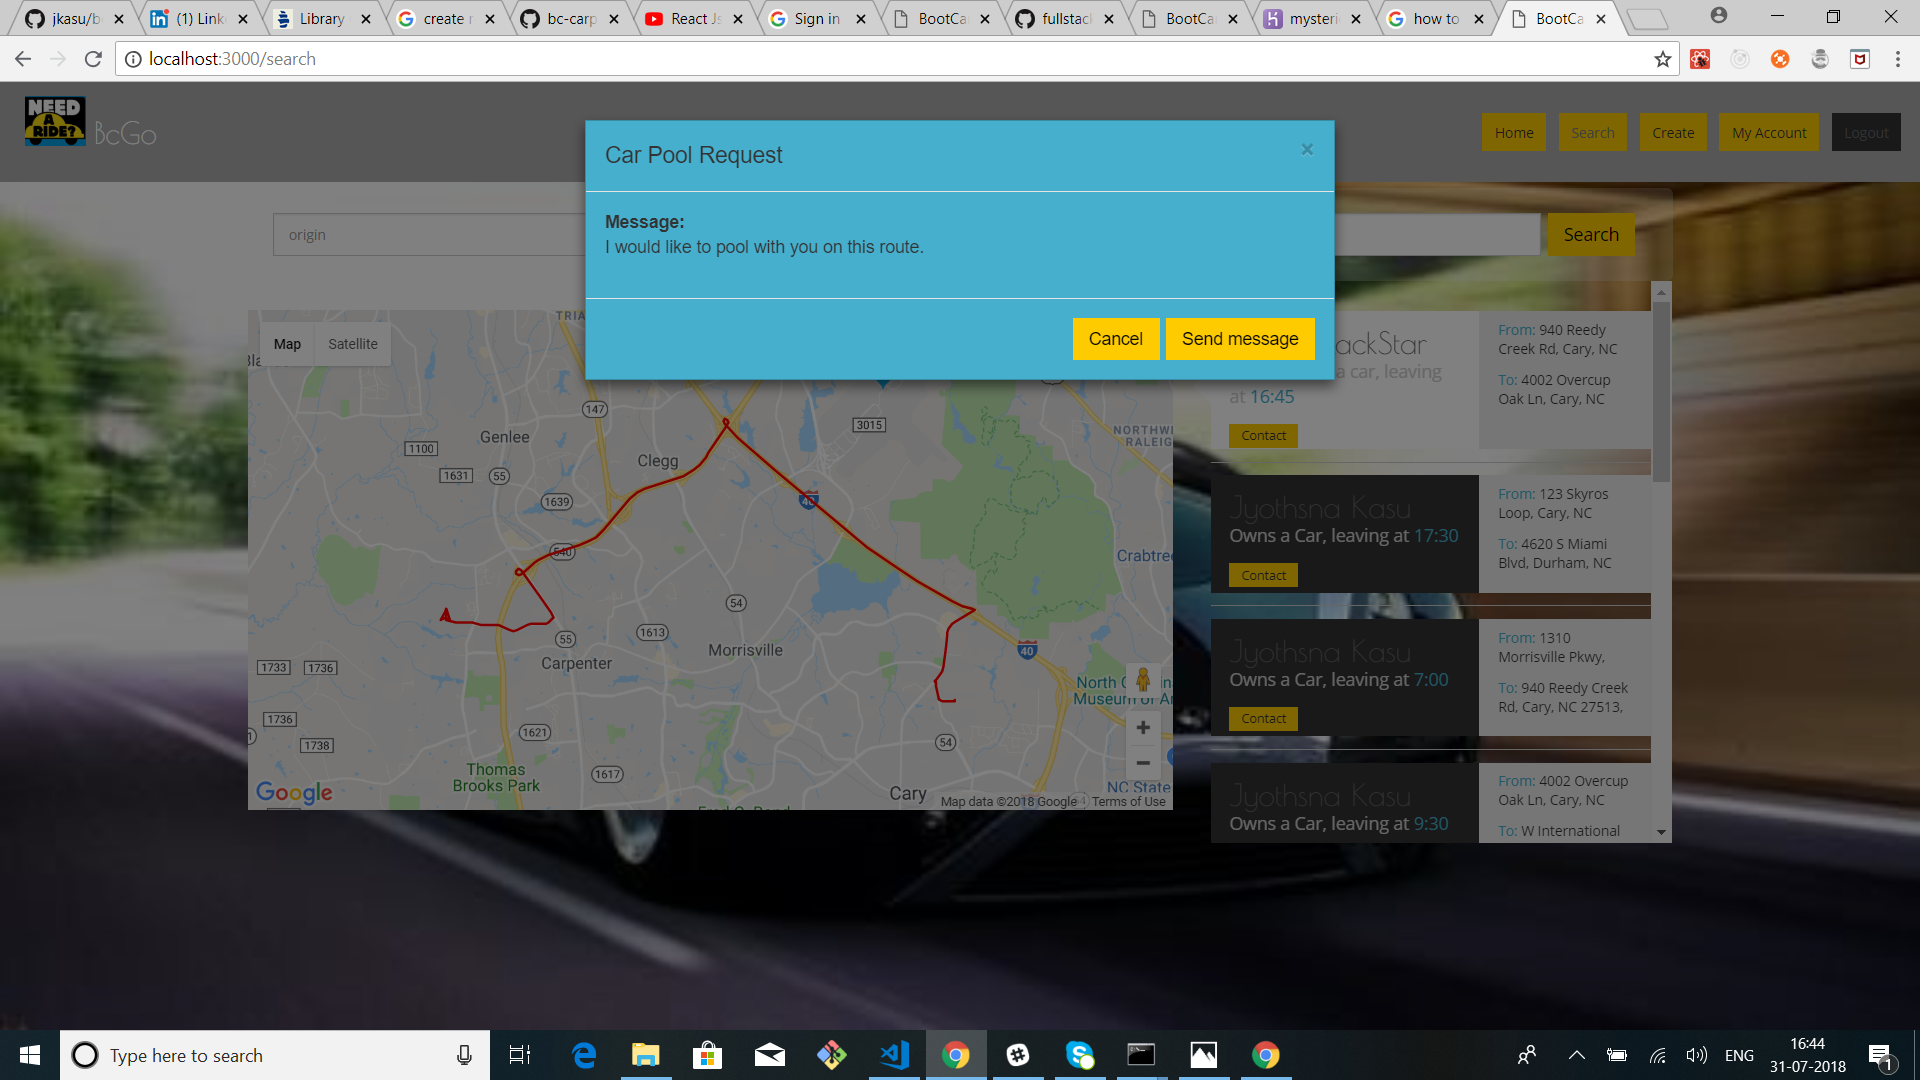 jkasu/b
(1) Link
Library
create r
bc-carp
React Js
Sign in
BootCa
fullstac
BootCa
mysteri
how to
BootCa
localhost:3000/search
NEED
A
RIDE?
BcGo
Home
Search
Create
My Account
Logout
Car Pool Request
×
Message:
I would like to pool with you on this route.
Cancel
Send message
origin
Search
Map
Satellite
TRIA
147
Genlee
1100
1631
55
Clegg
3015
NORTHW
RALEIG
1639
40
540
Crabtree
54
55
1613
Morrisville
Carpenter
1733
1736
40
North C
ina
Museum of Ar
1736
1738
1621
54
Thomas
Brooks Park
1617
Cary
NC State
Google
Map data ©2018 Google
Terms of Use
ackStar
a car, leaving
at 16:45
Contact
From: 940 Reedy
Creek Rd, Cary, NC
To: 4002 Overcup
Oak Ln, Cary, NC
Jyothsna Kasu
Owns a Car, leaving at 17:30
Contact
From: 123 Skyros
Loop, Cary, NC
To: 4620 S Miami
Blvd, Durham, NC
Jyothsna Kasu
Owns a Car, leaving at 7:00
Contact
From: 1310
Morrisville Pkwy,
To: 940 Reedy Creek
Rd, Cary, NC 27513,
Jyothsna Kasu
Owns a Car, leaving at 9:30
From: 4002 Overcup
Oak Ln, Cary, NC
To: W International
Type here to search
ENG
16:44
31-07-2018
1